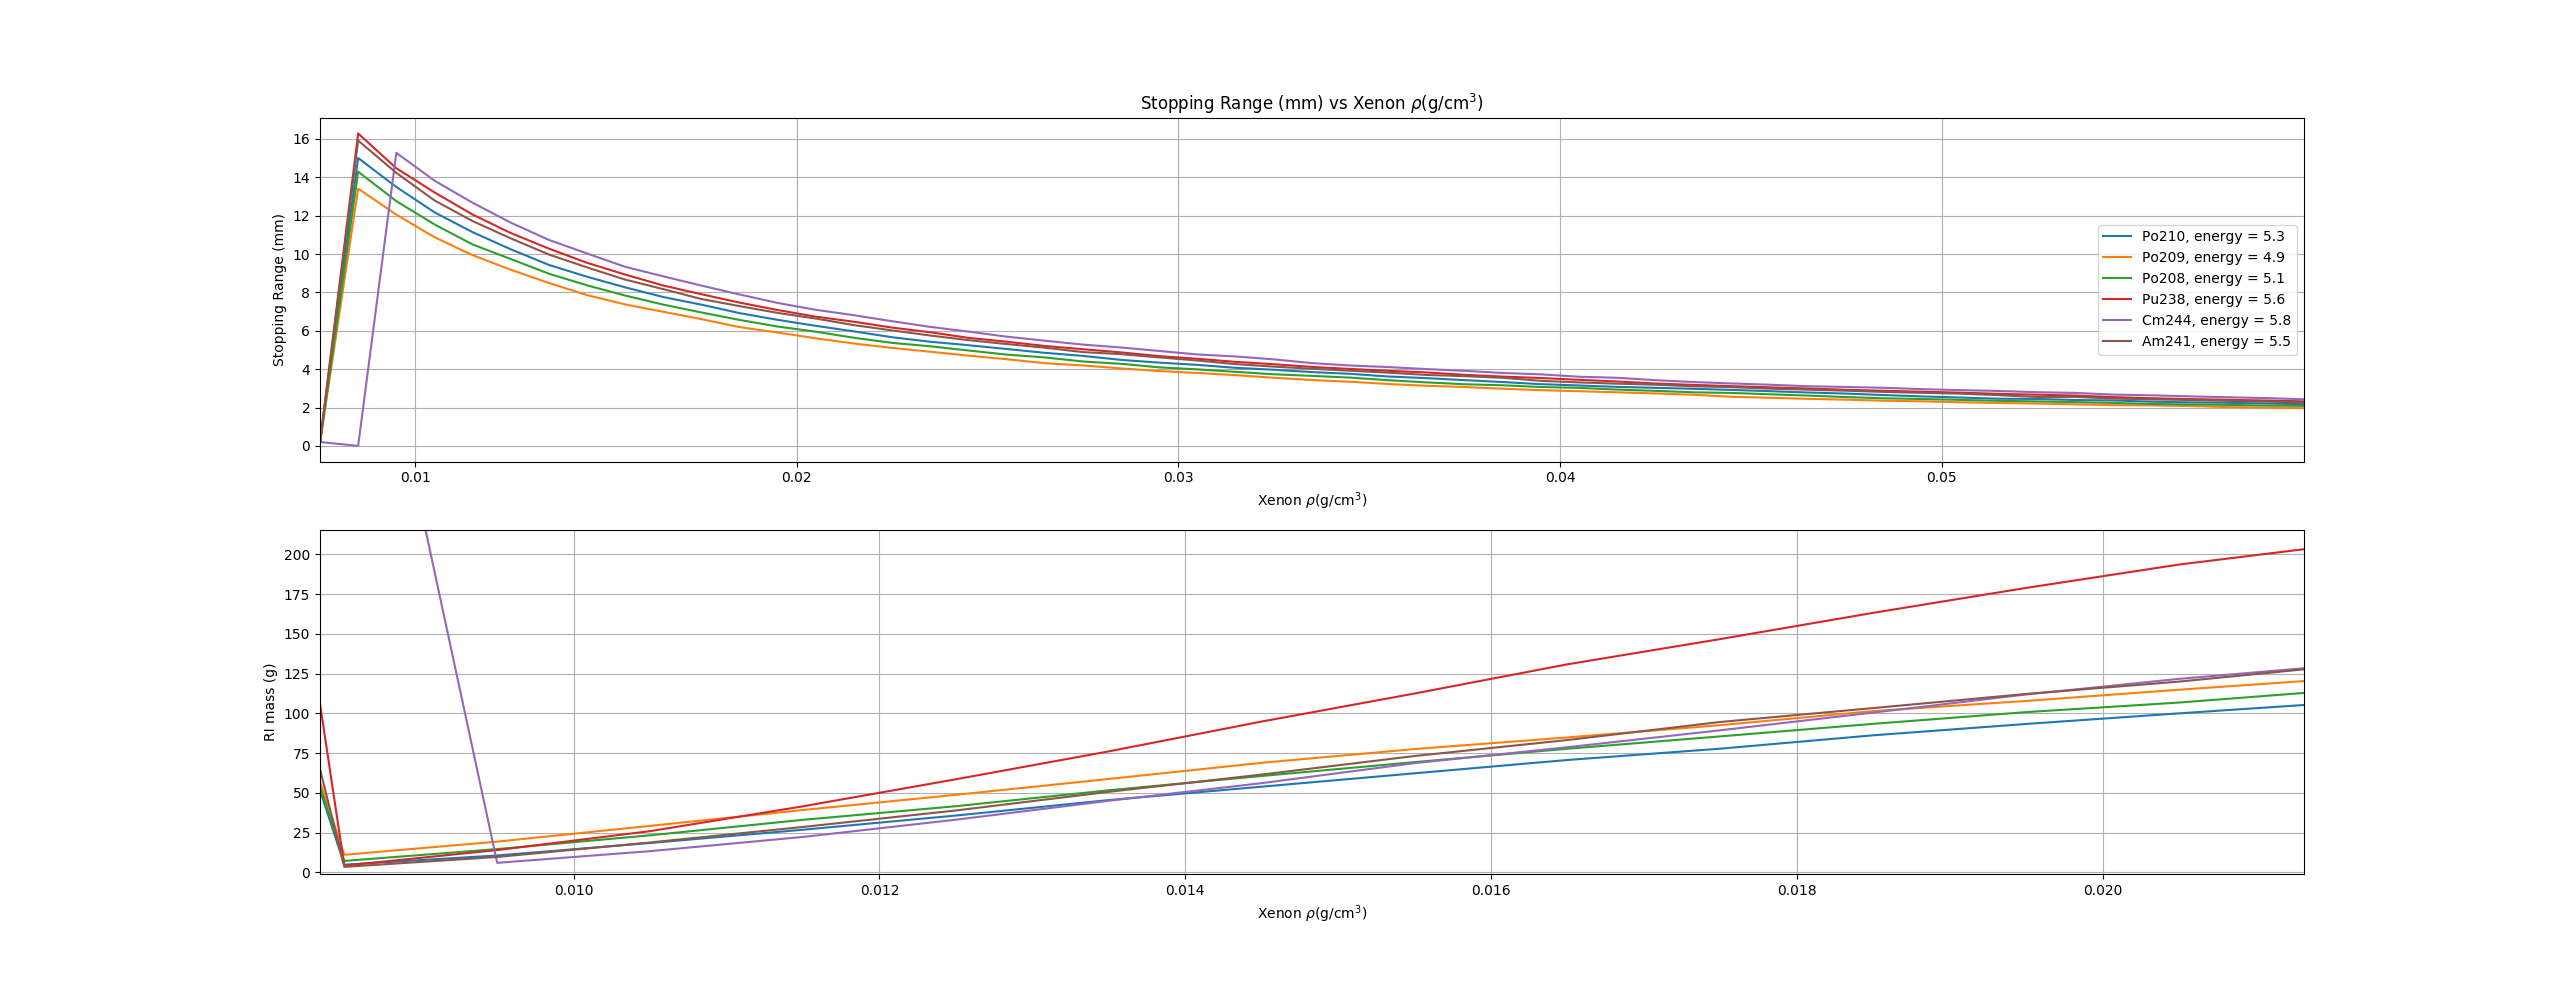 Stopping Range (mm) vs Xenon ρ(g/cm³)
Stopping Range (mm)
16
14
12
10
8
6
4
2
0
Po210, energy = 5.3
Po209, energy = 4.9
Po208, energy = 5.1
Pu238, energy = 5.6
Cm244, energy = 5.8
Am241, energy = 5.5
0.01 0.02 0.03 0.04 0.05
Xenon ρ(g/cm³)
RI mass (g)
200
175
150
125
100
75
50
25
0
0.010 0.012 0.014 0.016 0.018 0.020
Xenon ρ(g/cm³)